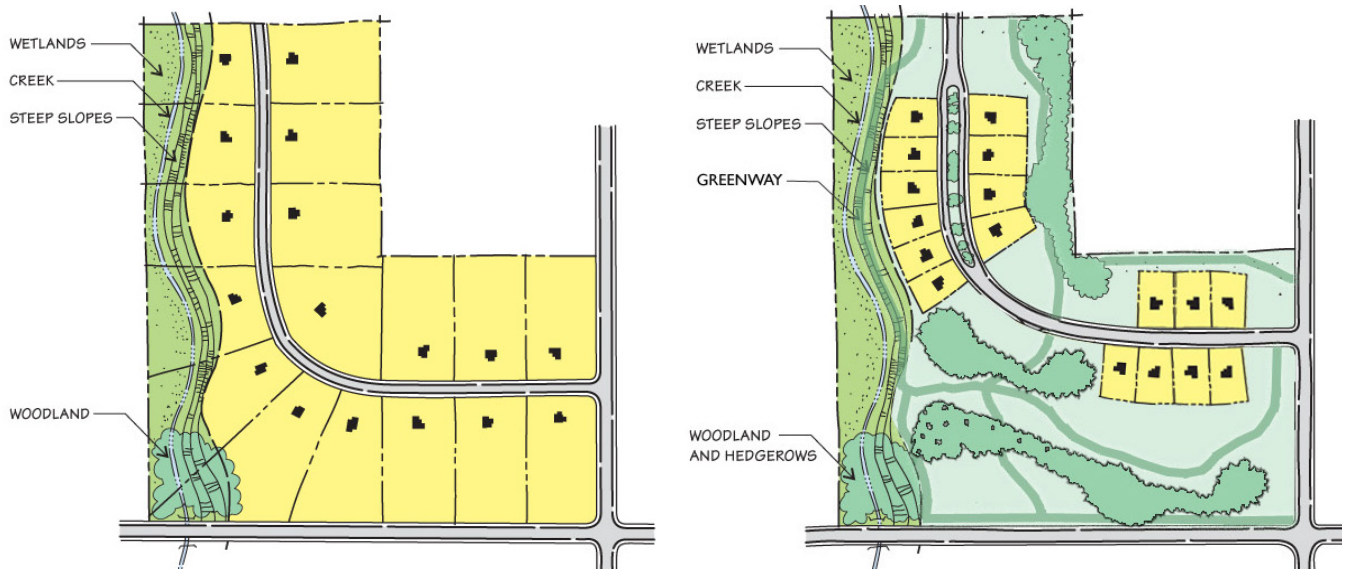 WETLANDS
CREEK
STEEP SLOPES
WOODLAND
WETLANDS
CREEK
STEEP SLOPES
GREENWAY
WOODLAND
AND HEDGEROWS